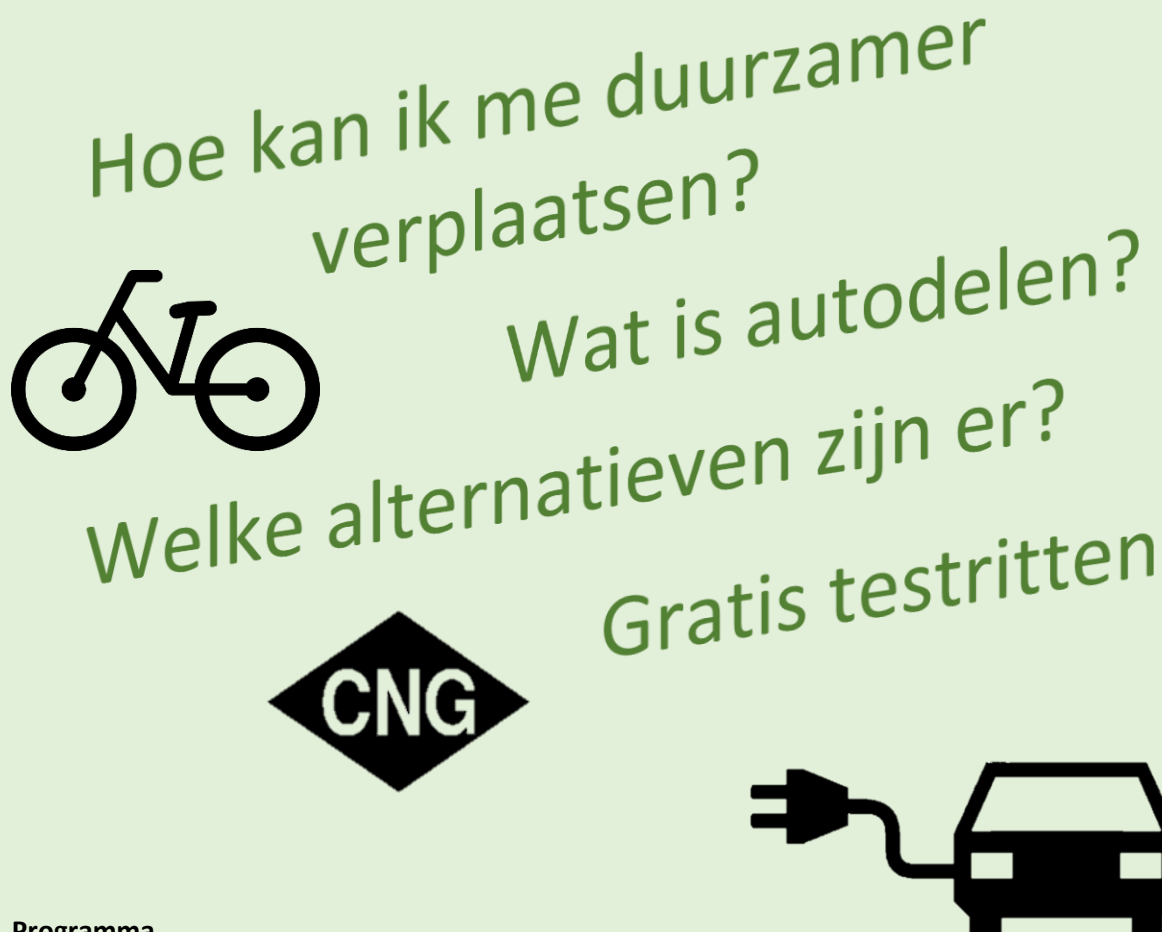 Hoe kan ik me duurzamer
verplaatsen?
Wat is autodelen?
Welke alternatieven zijn er?
Gratis testritten
CNG
Programma